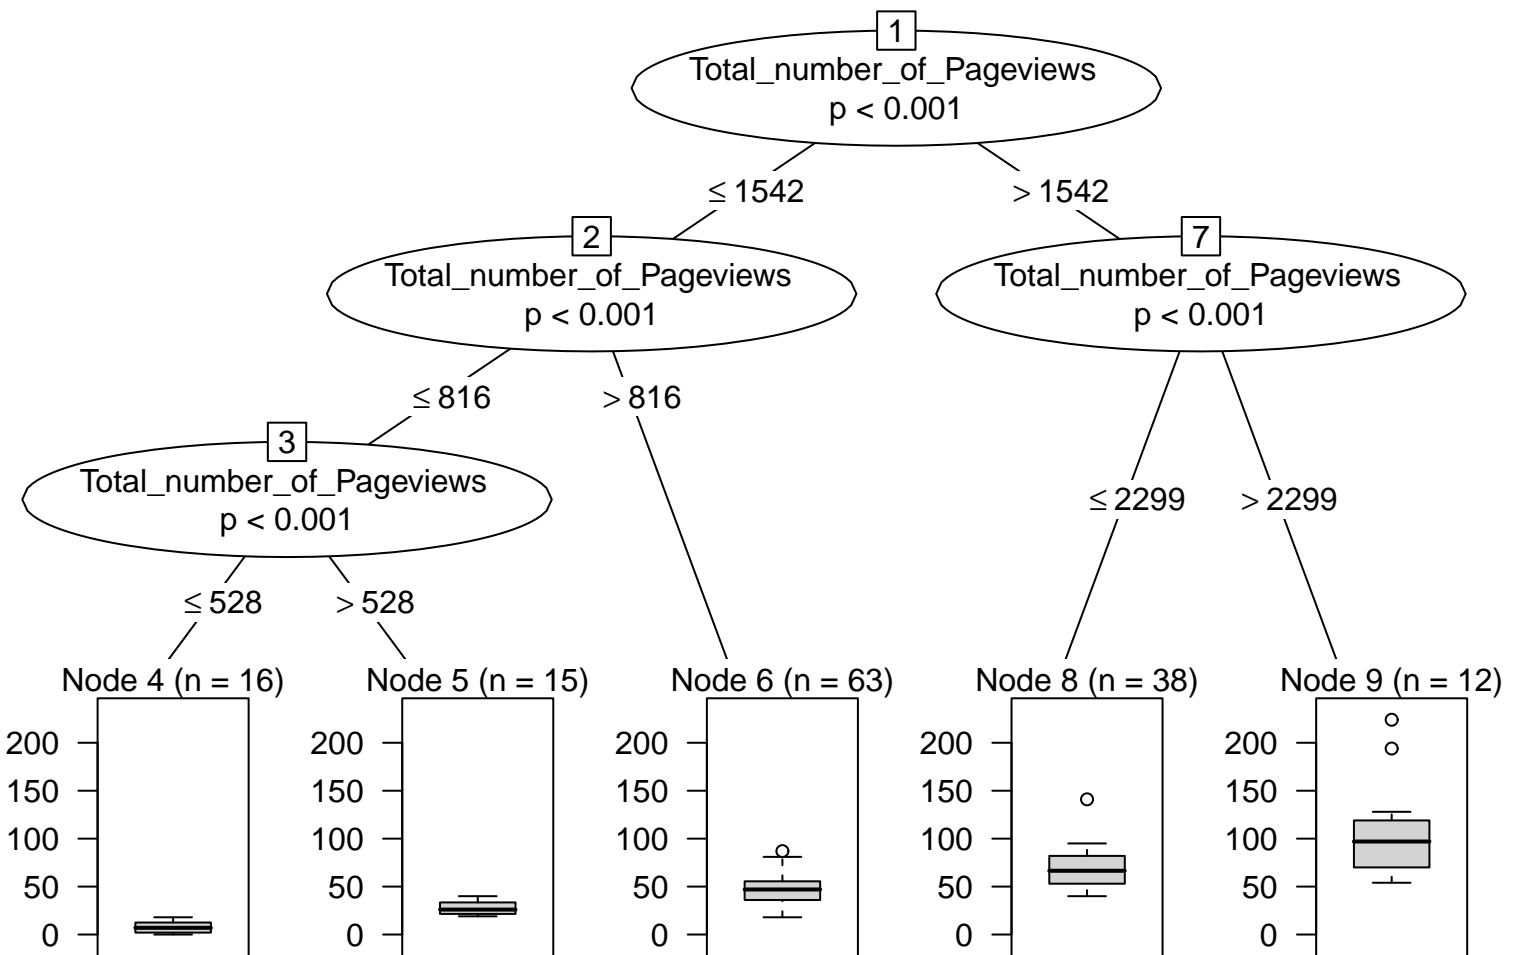 1
Total_number_of_Pageviews
p < 0.001
≤ 1542
> 1542
2
Total_number_of_Pageviews
p < 0.001
7
Total_number_of_Pageviews
p < 0.001
≤ 816
> 816
3
Total_number_of_Pageviews
p < 0.001
≤ 2299
> 2299
≤ 528
> 528
Node 4 (n = 16)
200
150
100
50
0
Node 5 (n = 15)
200
150
100
50
0
Node 6 (n = 63)
200
150
100
50
0
Node 8 (n = 38)
200
150
100
50
0
Node 9 (n = 12)
200
150
100
50
0